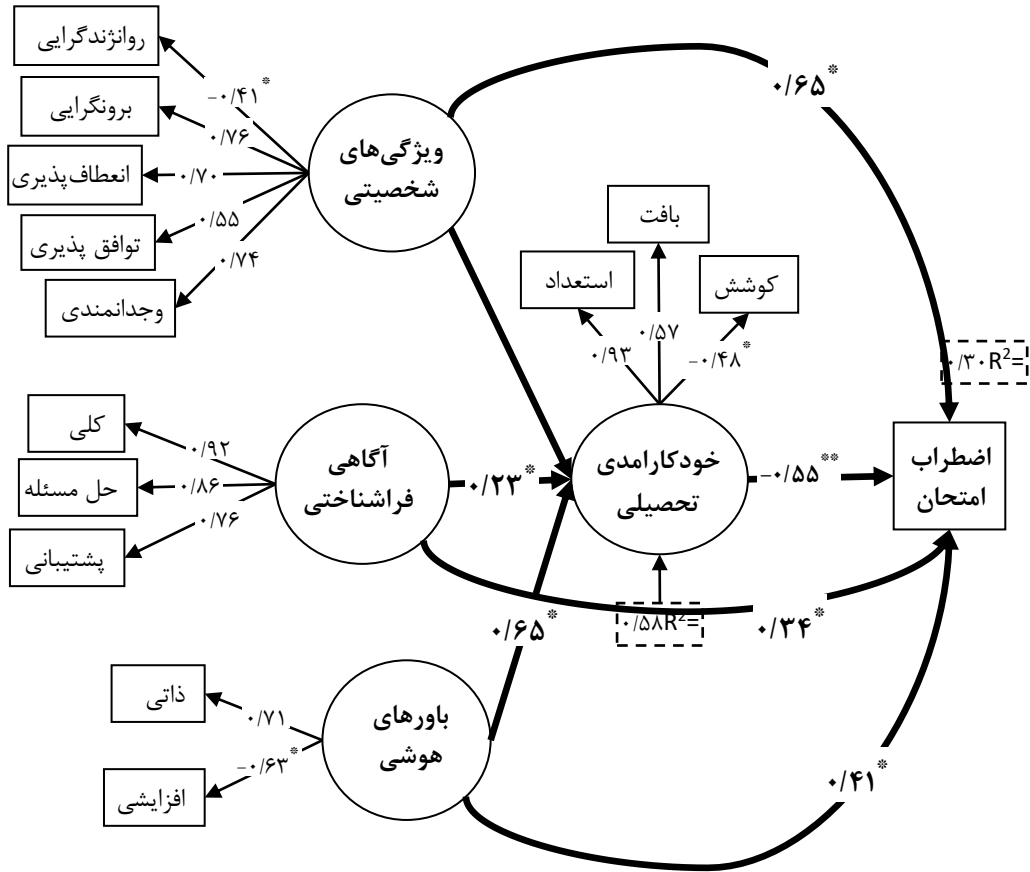 روانژندگرایی
برونگرایی
انعطاف‌پذیری
توافق پذیری
وجدانمندی
-۰/۴۱*
۰/۷۶
۰/۷۰
۰/۵۵
۰/۷۴
ویژگی‌های
شخصیتی
۰/۶۵*
بافت
استعداد
کوشش
۰/۹۳
۰/۵۷
-۰/۴۸*
۰/۳۰R²=
کلی
حل مسئله
پشتیبانی
۰/۹۲
۰/۸۶
۰/۷۶
آگاهی
فراشناختی
۰/۲۳*
خودکارامدی
تحصیلی
-۰/۵۵**
اضطراب
امتحان
۰/۶۵*
۰/۵۸R²=
۰/۳۴*
ذاتی
افزایشی
۰/۷۱
-۰/۶۳*
باورهای
هوشی
۰/۴۱*